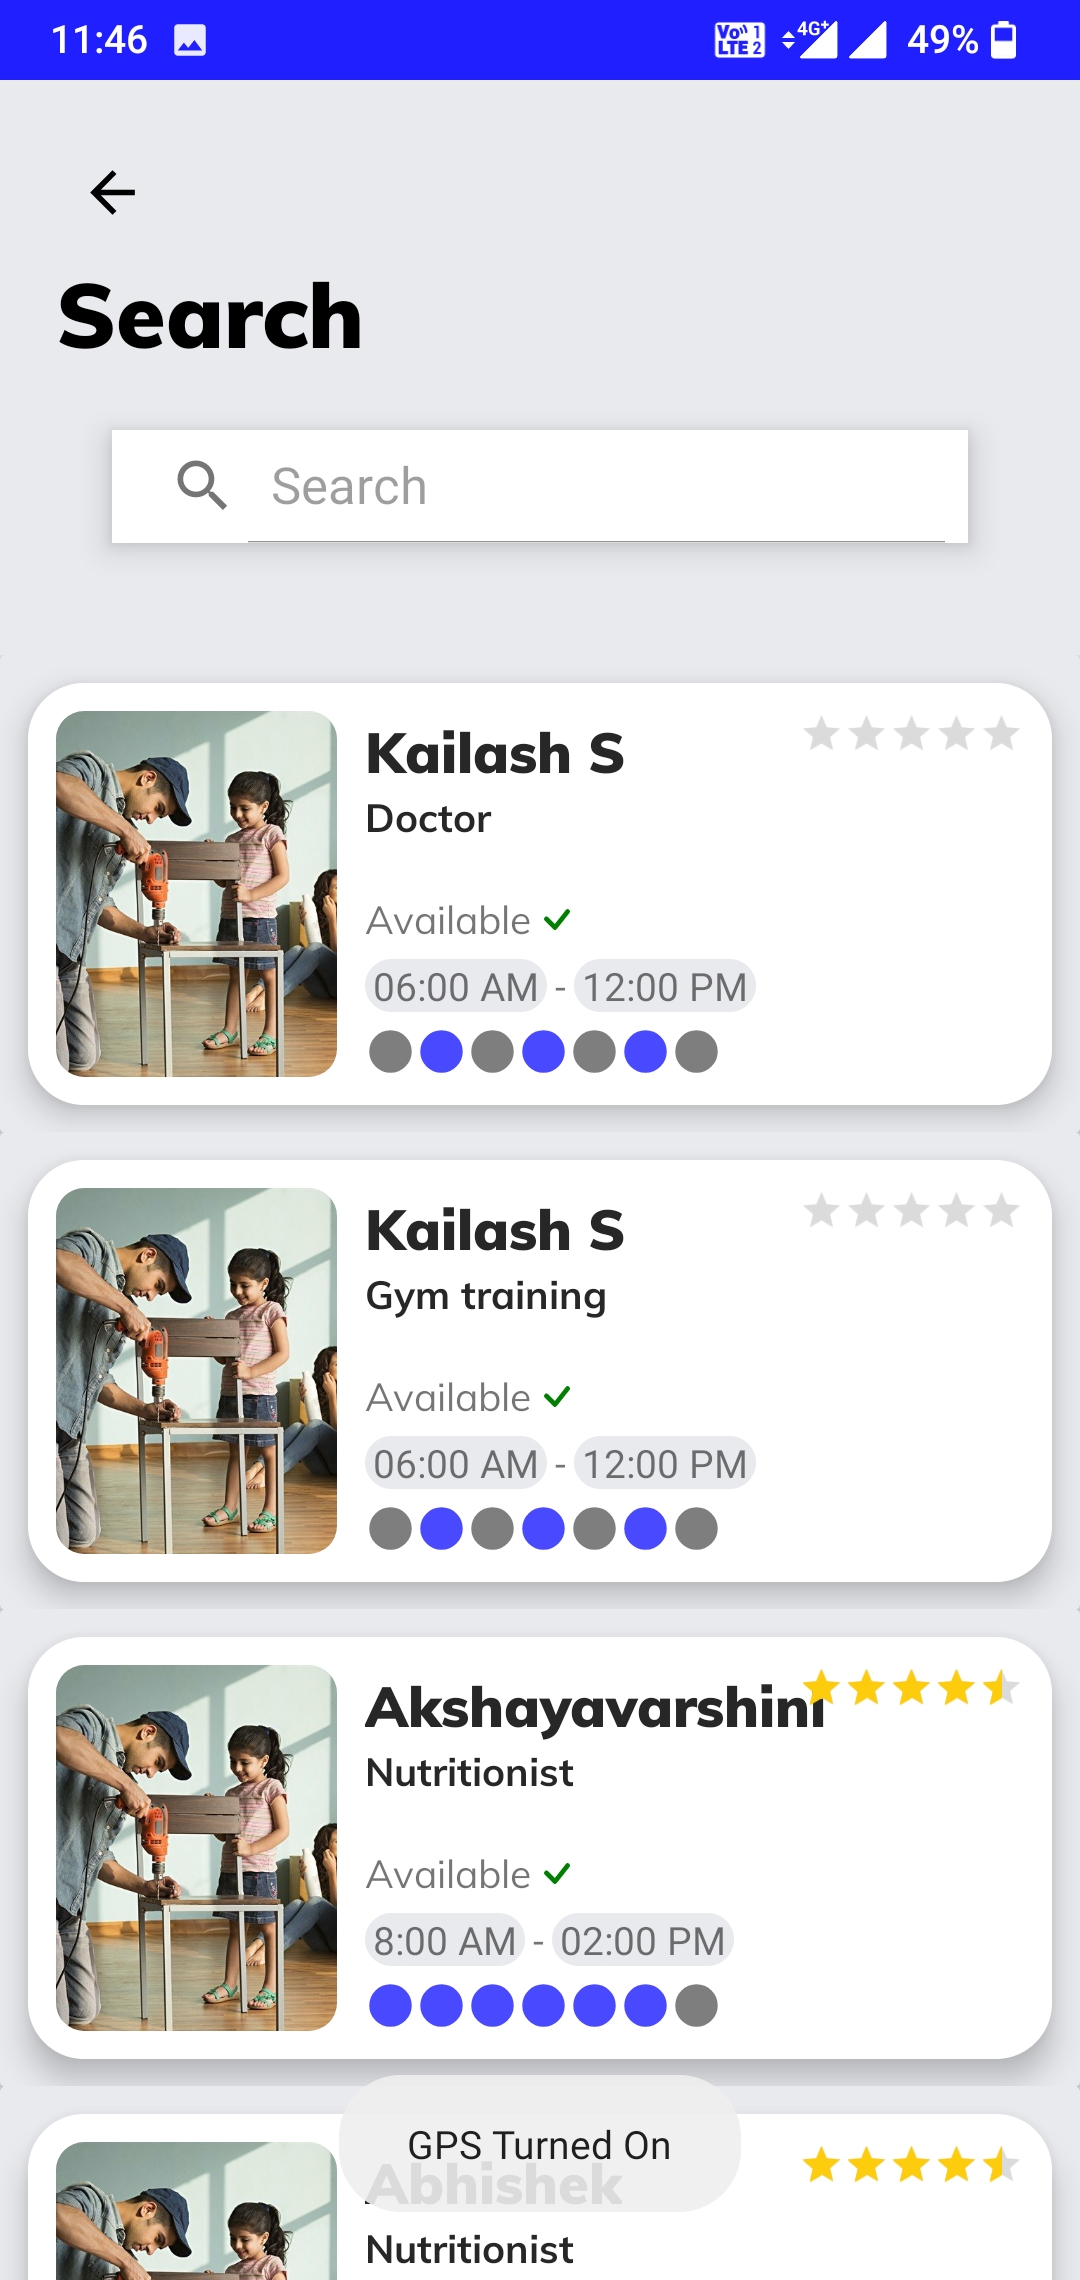 11:46
Vo)) 1
LTE 2
4G+
49%
Search
Search
Kailash S
Doctor
Available
06:00 AM - 12:00 PM
Kailash S
Gym training
Available
06:00 AM - 12:00 PM
Akshayavarshini
Nutritionist
Available
8:00 AM - 02:00 PM
GPS Turned On
Abhishek
Nutritionist